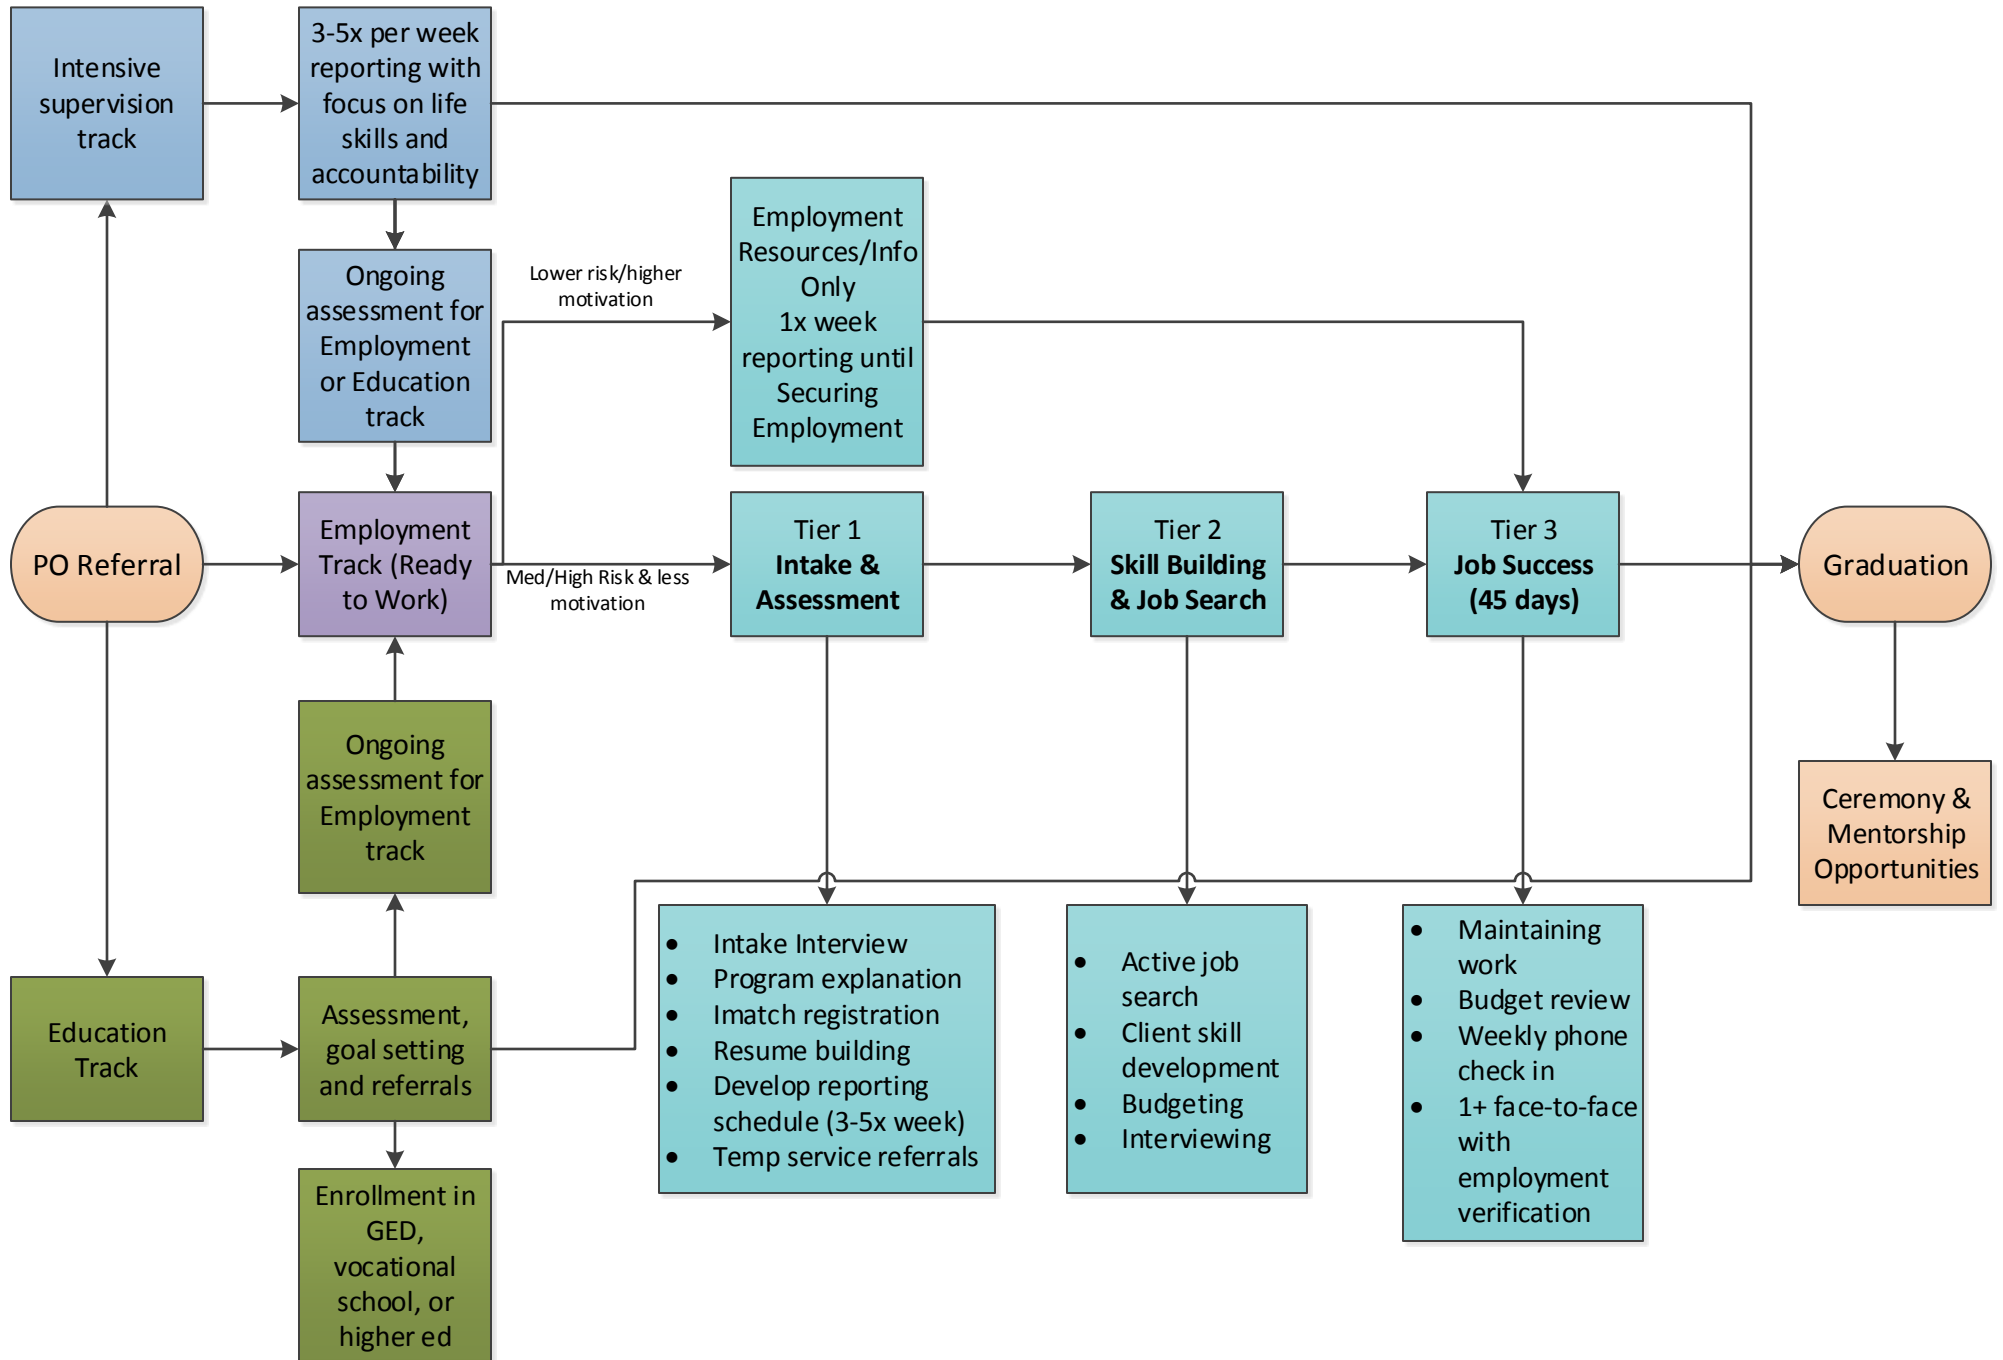 Intensive
supervision
track
3-5x per week
reporting with
focus on life
skills and
accountability
Ongoing
assessment for
Employment
or Education
track
Lower risk/higher
motivation
Employment
Resources/Info
Only
1x week
reporting until
Securing
Employment
PO Referral
Employment
Track (Ready
to Work)
Med/High Risk & less
motivation
Tier 1
Intake &
Assessment
Tier 2
Skill Building
& Job Search
Tier 3
Job Success
(45 days)
Graduation
Ongoing
assessment for
Employment
track
Ceremony &
Mentorship
Opportunities
Education
Track
Assessment,
goal setting
and referrals
• Intake Interview
• Program explanation
• Imatch registration
• Resume building
• Develop reporting
schedule (3-5x week)
• Temp service referrals
• Active job
search
• Client skill
development
• Budgeting
• Interviewing
• Maintaining
work
• Budget review
• Weekly phone
check in
• 1+ face-to-face
with
employment
verification
Enrollment in
GED,
vocational
school, or
higher ed